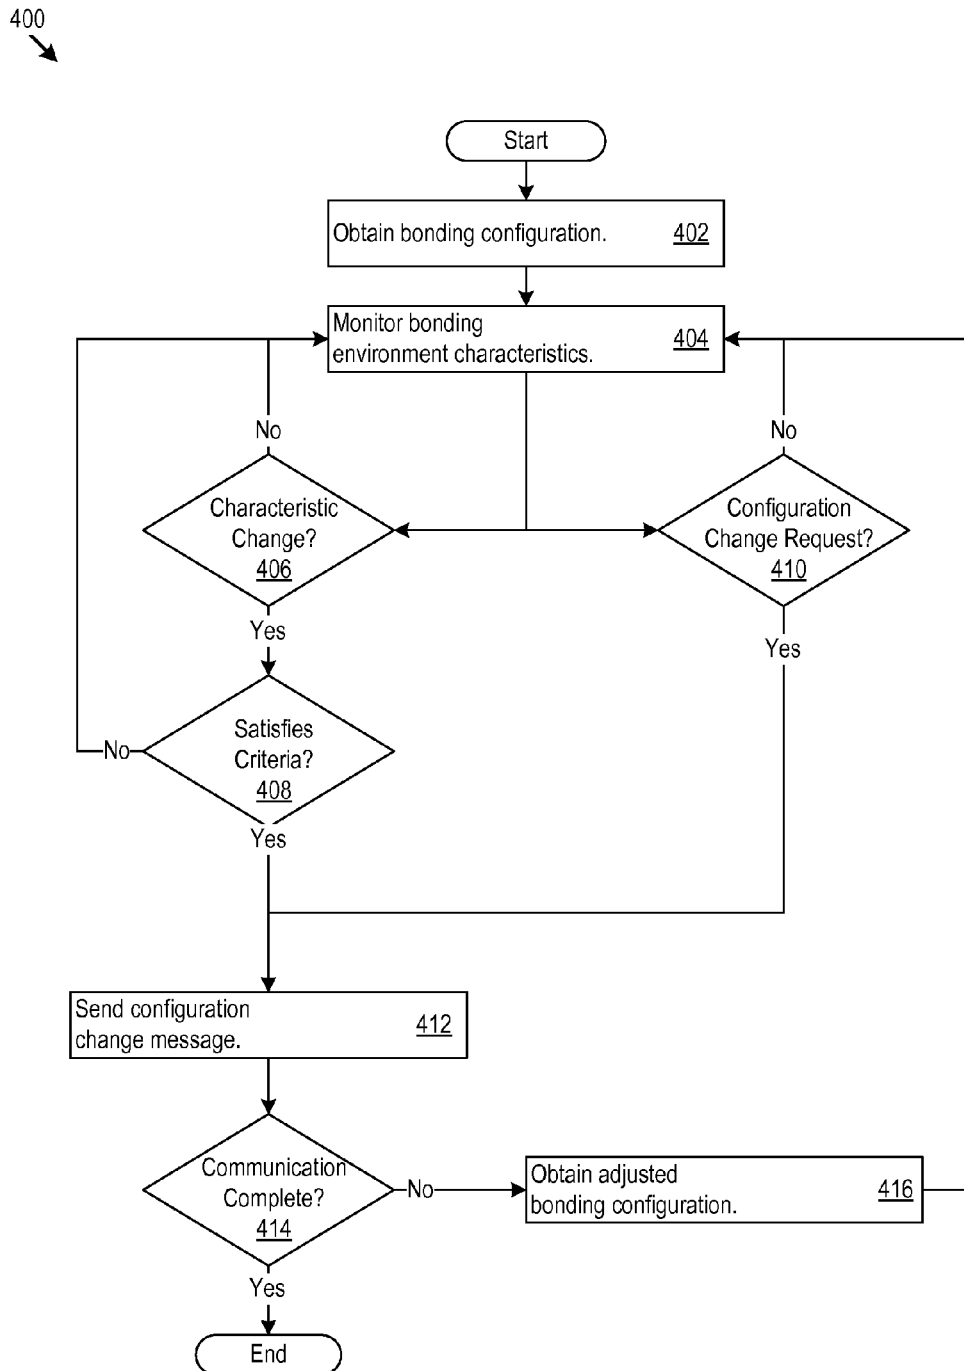 400
Start
Obtain bonding configuration. 402
Monitor bonding
environment characteristics. 404
No
No
Characteristic
Change?
406
Configuration
Change Request?
410
Yes
Yes
Satisfies
Criteria?
408
No
Yes
Send configuration
change message. 412
Communication
Complete?
414
No
Obtain adjusted
bonding configuration. 416
Yes
End